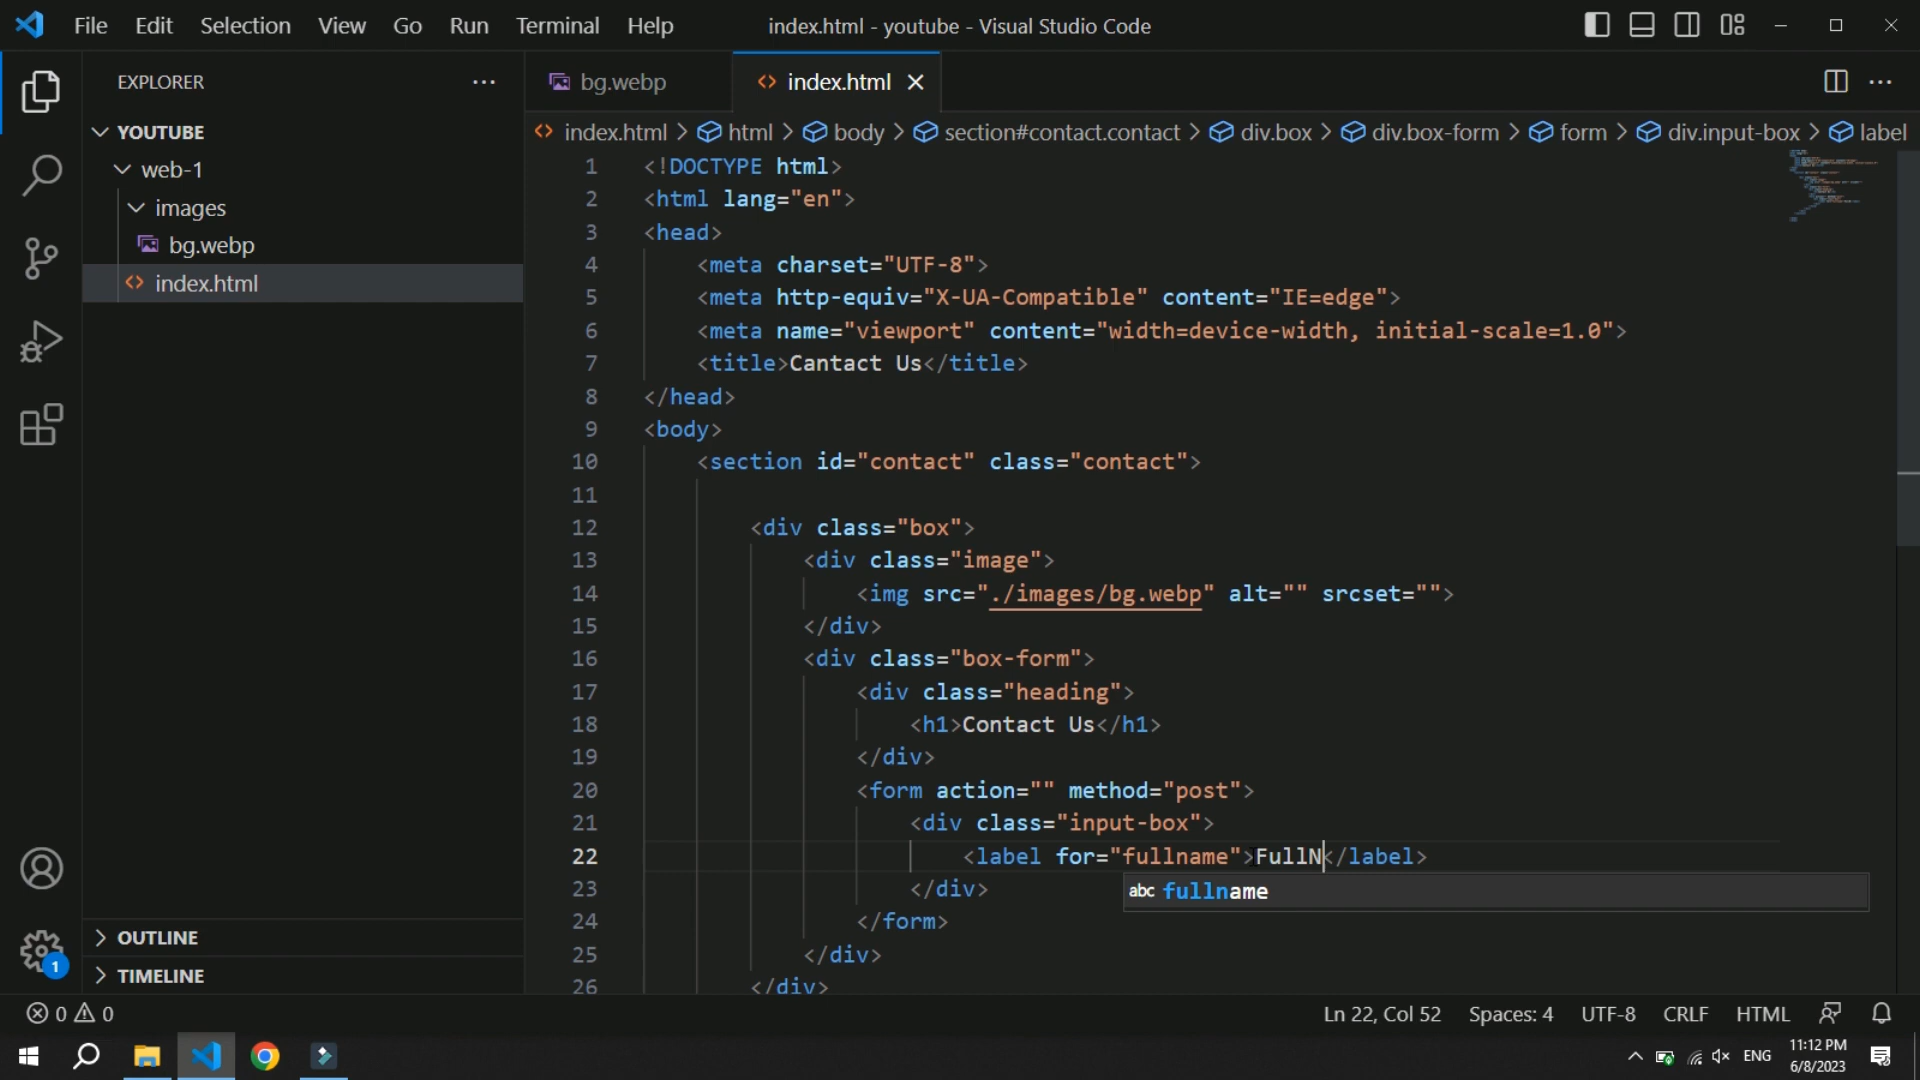 File Edit Selection View Go Run Terminal Help
index.html - youtube - Visual Studio Code
EXPLORER
YOUTUBE
web-1
images
bg.webp
index.html
OUTLINE
TIMELINE
bg.webp
index.html
index.html > html > body > section#contact.contact > div.box > div.box-form > form > div.input-box > label
1 <!DOCTYPE html>
2 <html lang="en">
3 <head>
4 <meta charset="UTF-8">
5 <meta http-equiv="X-UA-Compatible" content="IE=edge">
6 <meta name="viewport" content="width=device-width, initial-scale=1.0">
7 <title>Cantact Us</title>
8 </head>
9 <body>
10 <section id="contact" class="contact">
11
12 <div class="box">
13 <div class="image">
14 <img src="./images/bg.webp" alt="" srcset="">
15 </div>
16 <div class="box-form">
17 <div class="heading">
18 <h1>Contact Us</h1>
19 </div>
20 <form action="" method="post">
21 <div class="input-box">
22 <label for="fullname">FullN</label>
23 </div>
abc fullname
24 </form>
25 </div>
26 </div>
1
0 0
Ln 22, Col 52 Spaces: 4 UTF-8 CRLF HTML
ENG
11:12 PM
6/8/2023